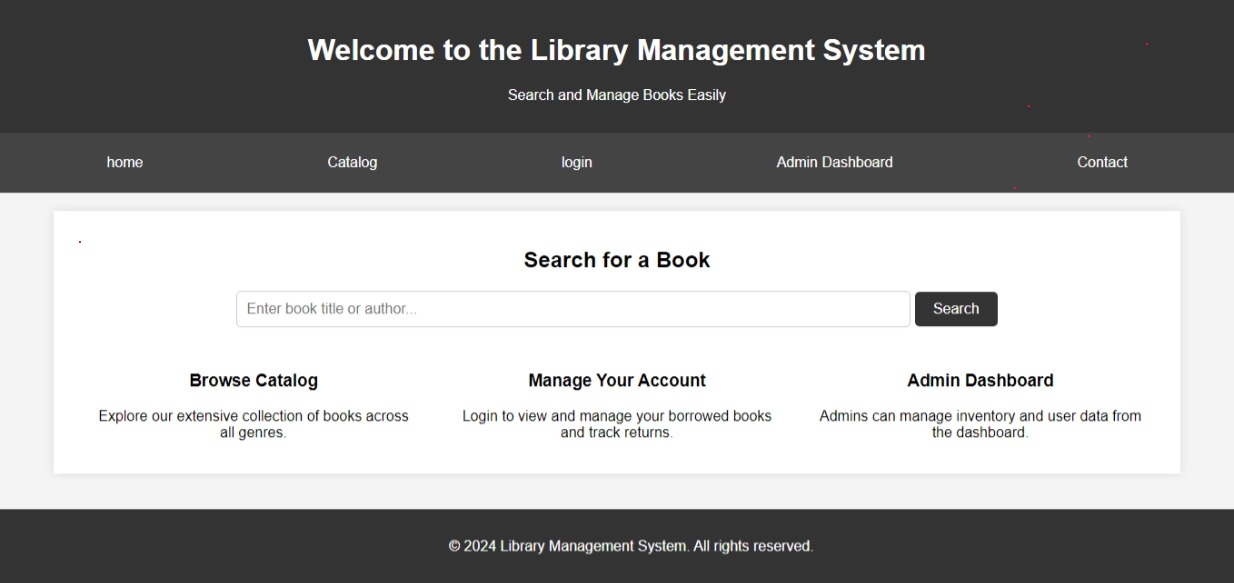 Welcome to the Library Management System
Search and Manage Books Easily
home
Catalog
login
Admin Dashboard
Contact
Search for a Book
Enter book title or author...
Search
Browse Catalog
Explore our extensive collection of books across
all genres.
Manage Your Account
Login to view and manage your borrowed books
and track returns.
Admin Dashboard
Admins can manage inventory and user data from
the dashboard.
© 2024 Library Management System. All rights reserved.